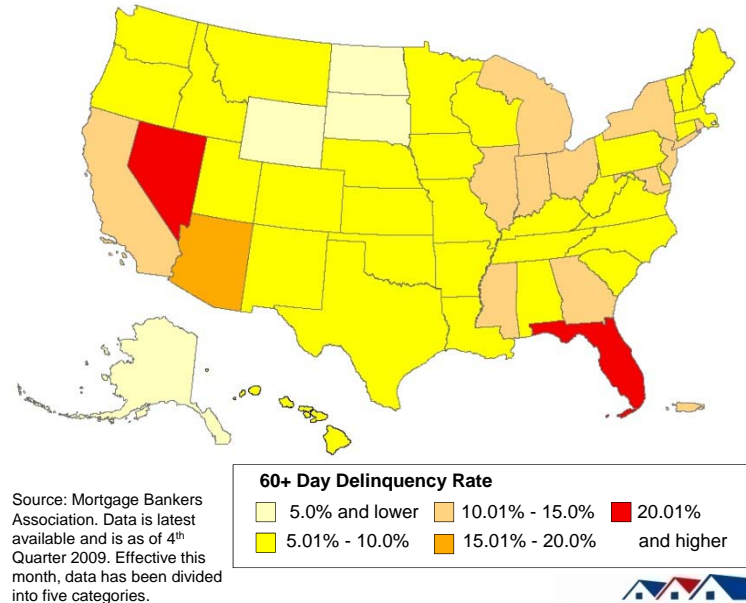 Source: Mortgage Bankers
Association. Data is latest
available and is as of 4th
Quarter 2009. Effective this
month, data has been divided
into five categories.
60+ Day Delinquency Rate
5.0% and lower
10.01% - 15.0%
20.01%
and higher
5.01% - 10.0%
15.01% - 20.0%